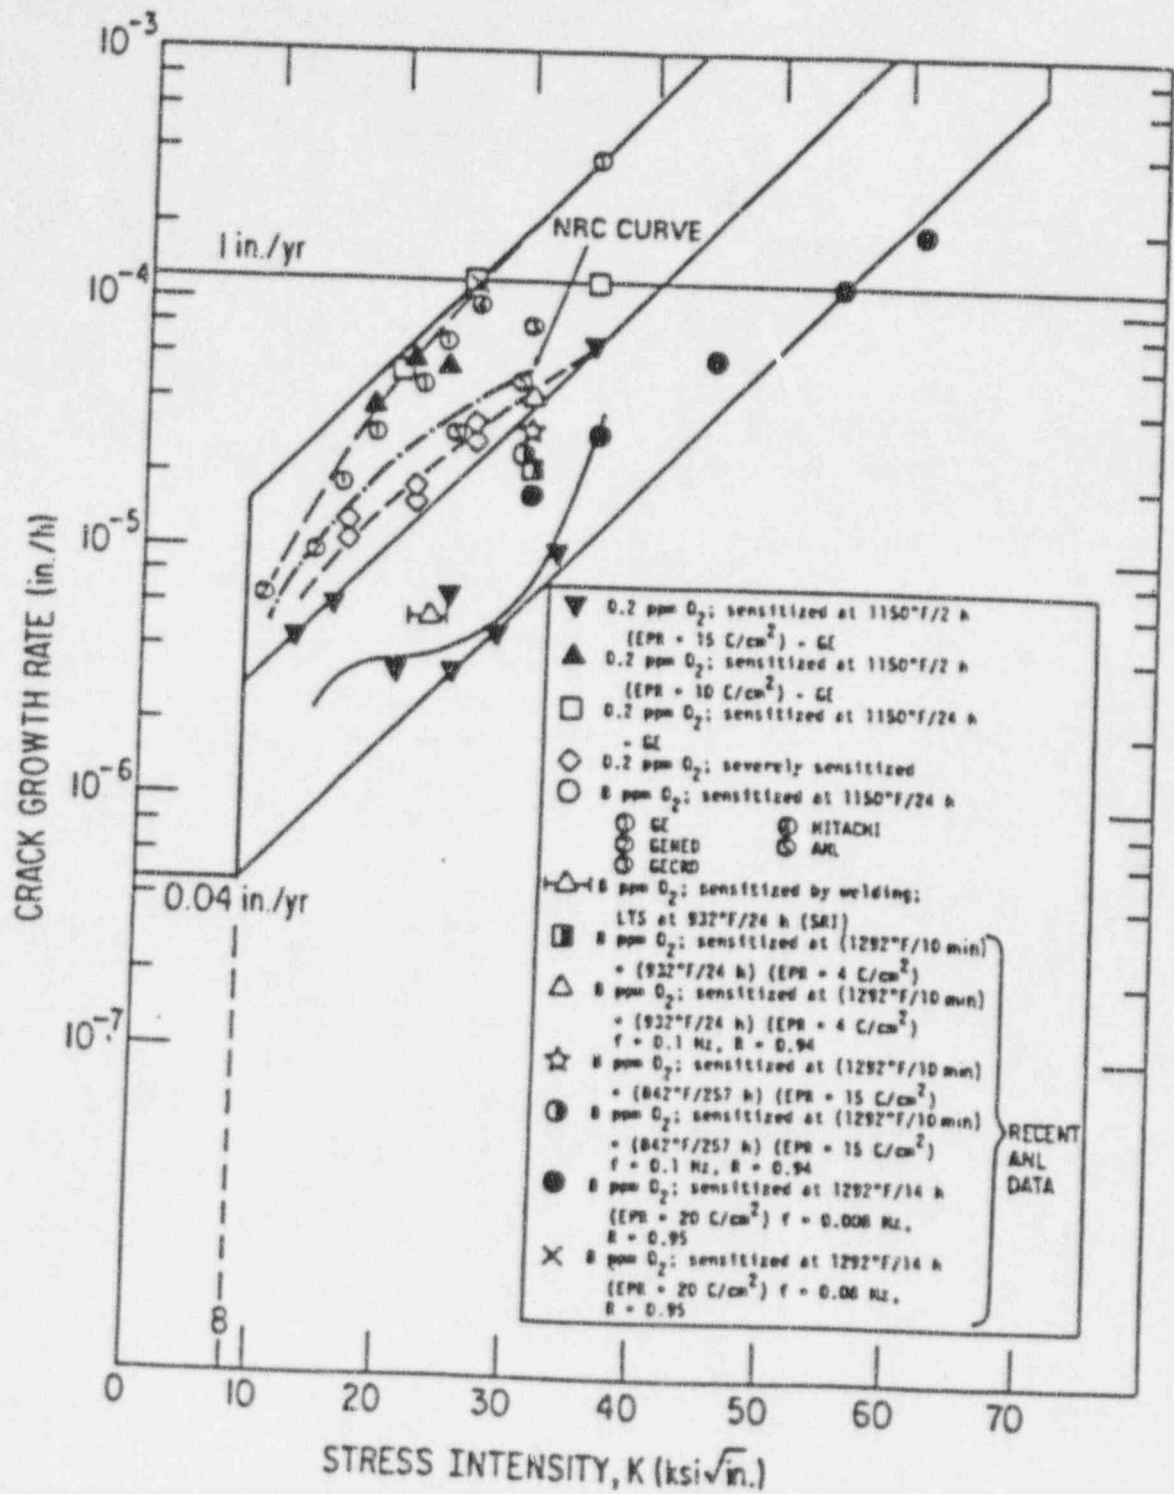 10⁻³
1 in./yr
NRC CURVE
10⁻⁴
10⁻⁵
CRACK GROWTH RATE (in./h)
10⁻⁶
0.04 in./yr
10⁻⁷
▼ 0.2 ppm O₂; sensitized at 1150°F/2 h
(EPR = 15 C/cm²) - GE
▲ 0.2 ppm O₂; sensitized at 1150°F/2 h
(EPR = 10 C/cm²) - GE
□ 0.2 ppm O₂; sensitized at 1150°F/24 h
- GE
◇ 0.2 ppm O₂; severely sensitized
○ 8 ppm O₂; sensitized at 1150°F/24 h
GE HITACHI
GENED ANL
GECRD
8 ppm O₂; sensitized by welding;
LTS at 932°F/24 h (SRI)
8 ppm O₂; sensitized at (1292°F/10 min)
+ (932°F/24 h) (EPR = 4 C/cm²)
△ 8 ppm O₂; sensitized at (1292°F/10 min)
+ (932°F/24 h) (EPR = 4 C/cm²)
f = 0.1 Hz, R = 0.94
☆ 8 ppm O₂; sensitized at (1292°F/10 min)
+ (842°F/257 h) (EPR = 15 C/cm²)
8 ppm O₂; sensitized at (1292°F/10 min)
+ (842°F/257 h) (EPR = 15 C/cm²)
f = 0.1 Hz, R = 0.94
● 8 ppm O₂; sensitized at 1292°F/14 h
(EPR = 20 C/cm²) f = 0.008 Hz,
R = 0.95
× 8 ppm O₂; sensitized at 1292°F/14 h
(EPR = 20 C/cm²) f = 0.08 Hz,
R = 0.95
RECENT
ANL
DATA
8
0 10 20 30 40 50 60 70
STRESS INTENSITY, K (ksi√in.)